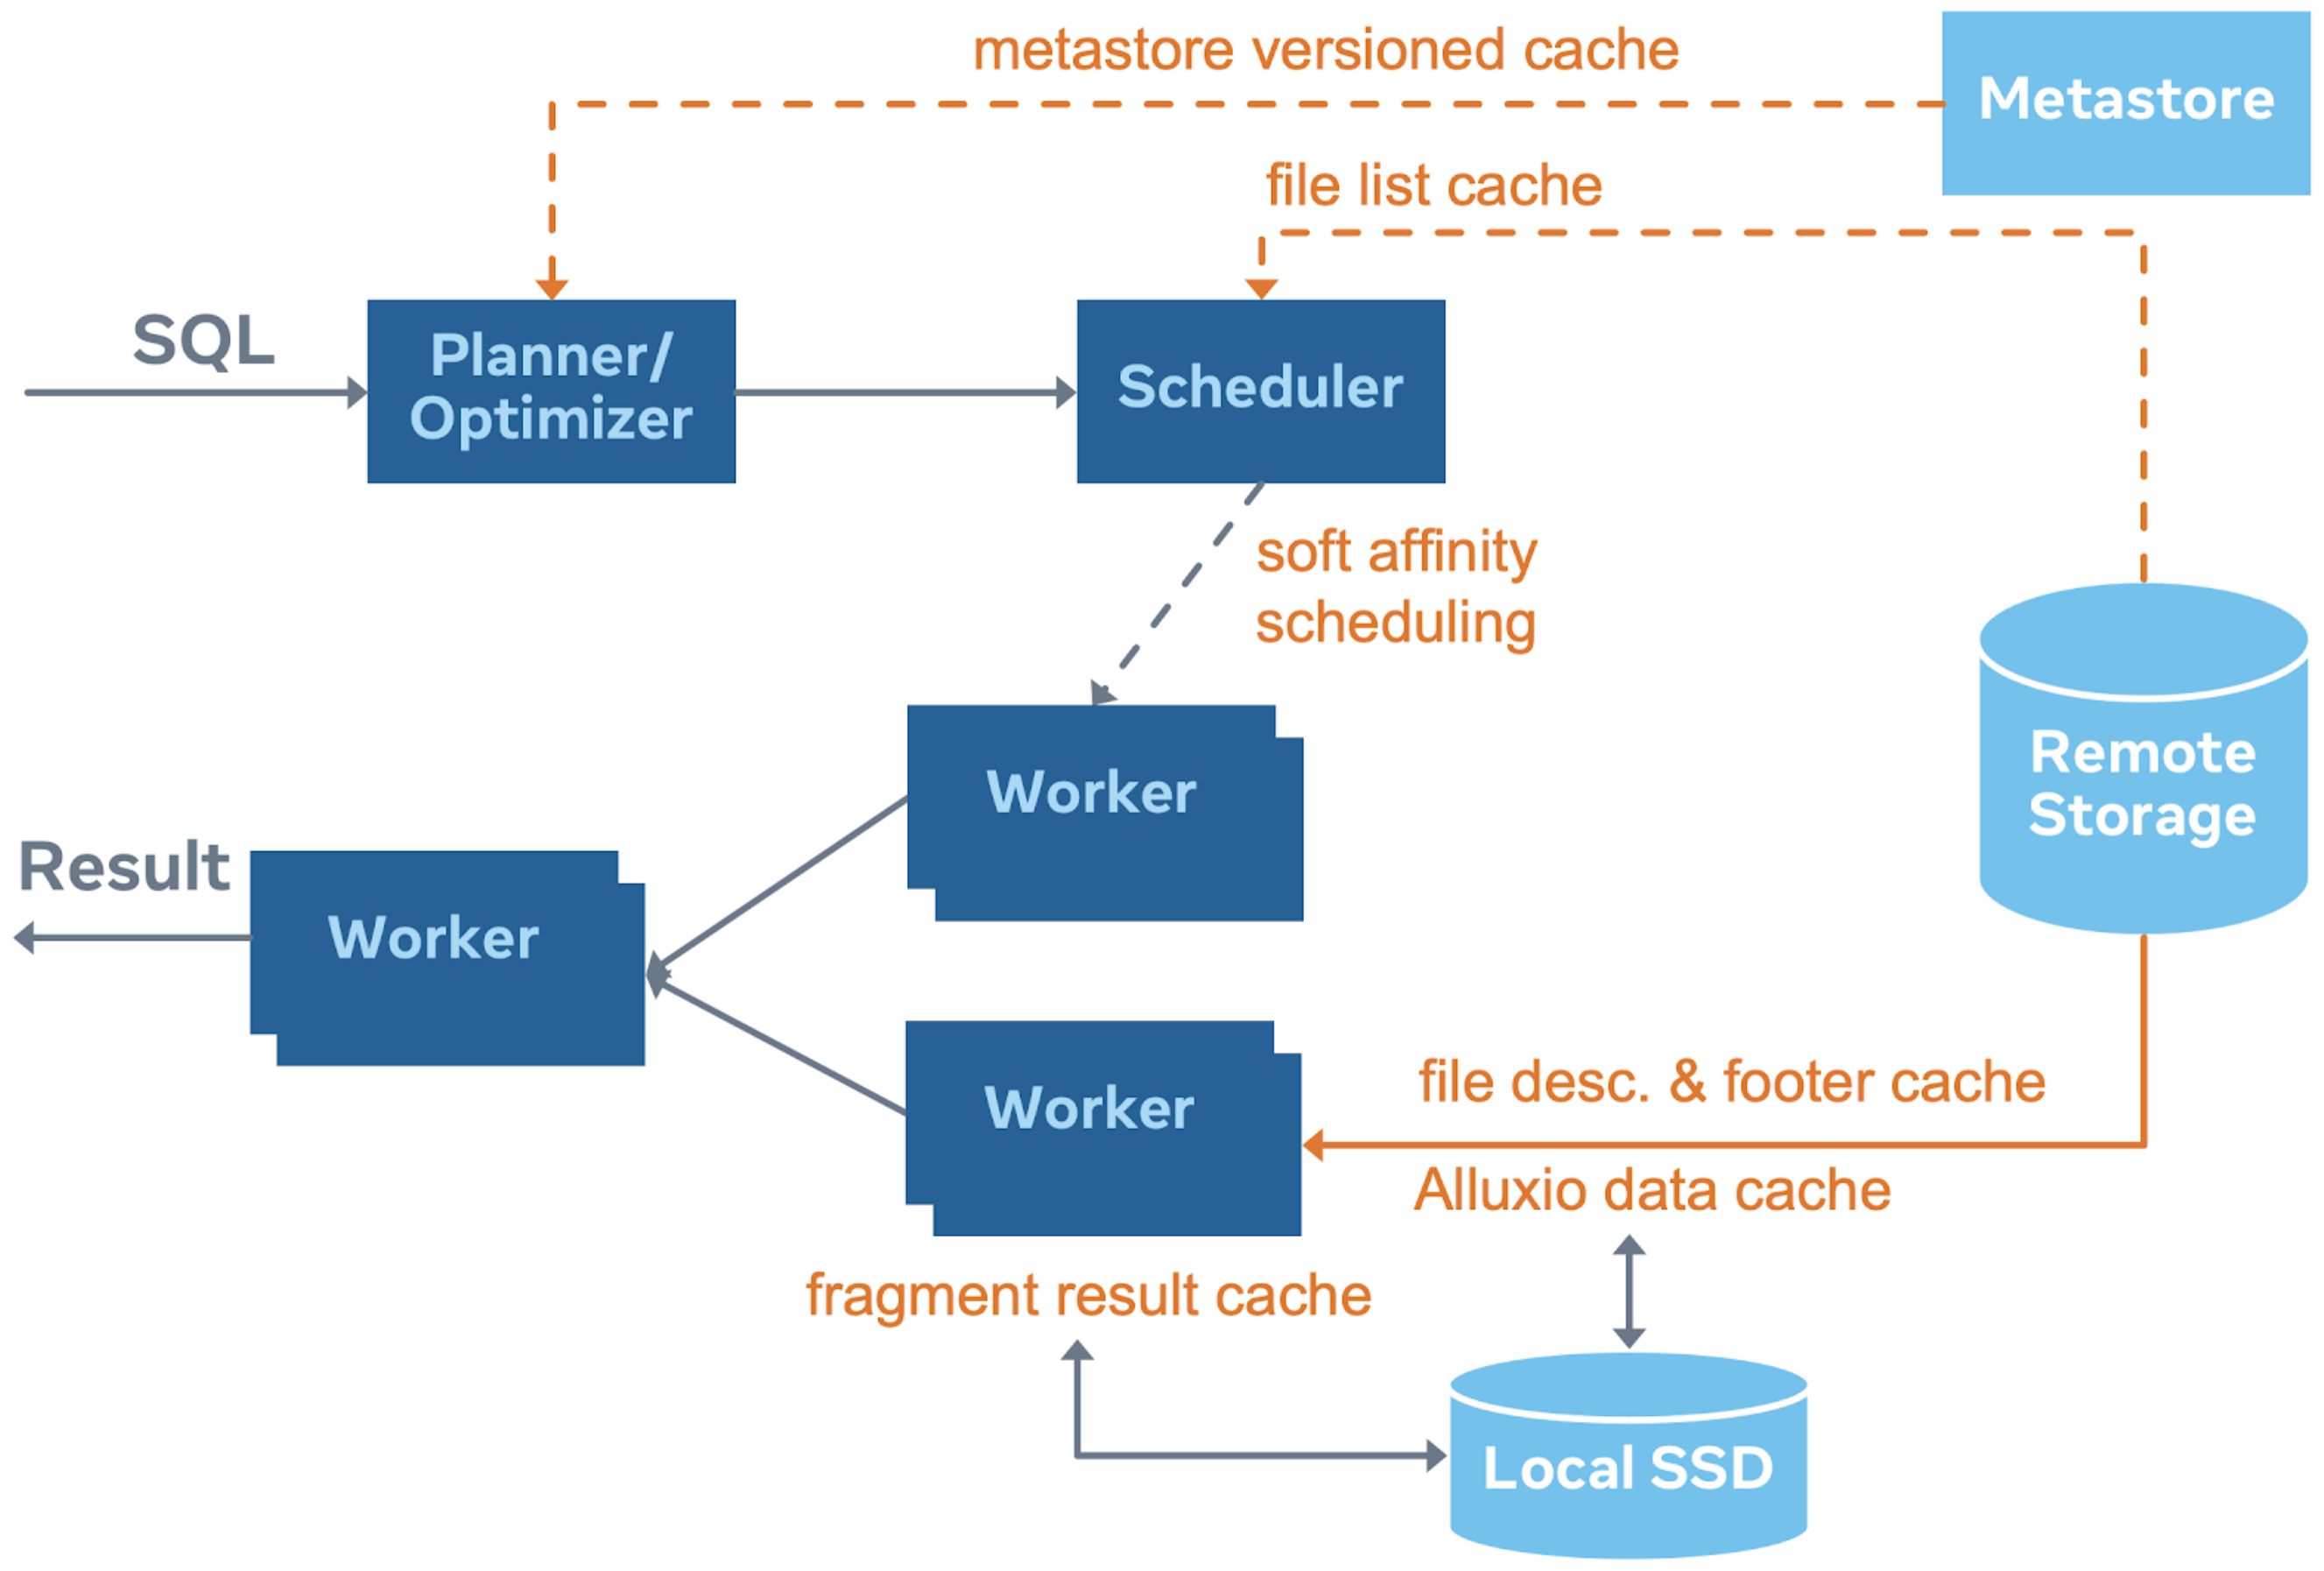 metastore versioned cache
Metastore
file list cache
SQL
Planner/
Optimizer
Scheduler
soft affinity
scheduling
Worker
Remote
Storage
Result
Worker
Worker
file desc. & footer cache
Alluxio data cache
fragment result cache
Local SSD